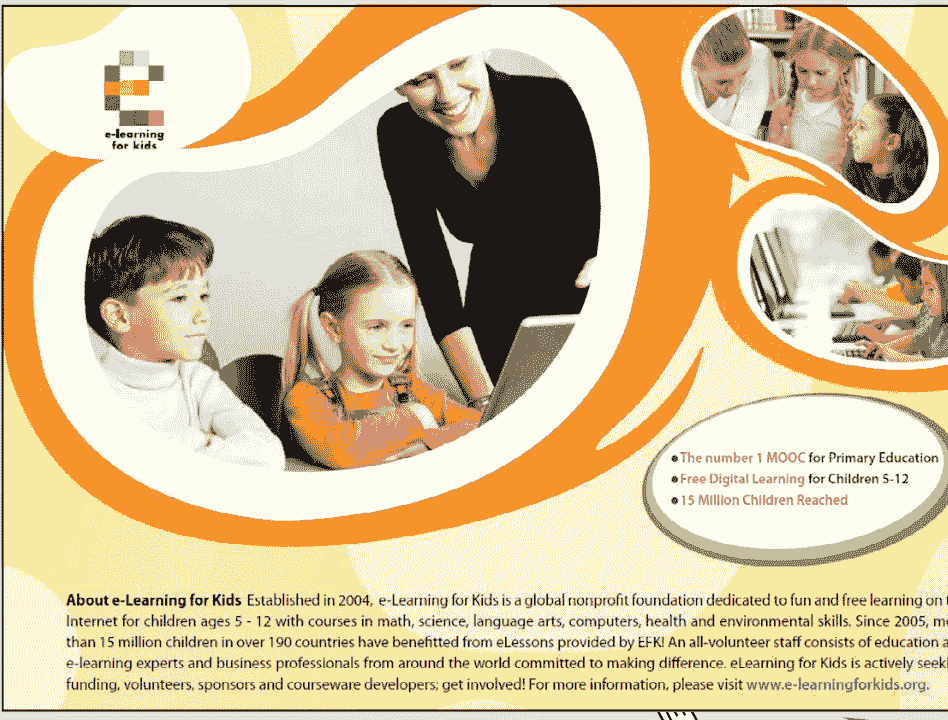 e-learning
for kids
The number 1 MOOC for Primary Education
Free Digital Learning for Children 5-12
15 Million Children Reached
About e-Learning for Kids Established in 2004, e-Learning for Kids is a global nonprofit foundation dedicated to fun and free learning on
Internet for children ages 5 - 12 with courses in math, science, language arts, computers, health and environmental skills. Since 2005,
than 15 million children in over 190 countries have benefitted from eLessons provided by EFK! An all-volunteer staff consists of education
e-learning experts and business professionals from around the world committed to making difference. eLearning for Kids is actively
funding, volunteers, sponsors and courseware developers; get involved! For more information, please visit www.e-learningforkids.org.